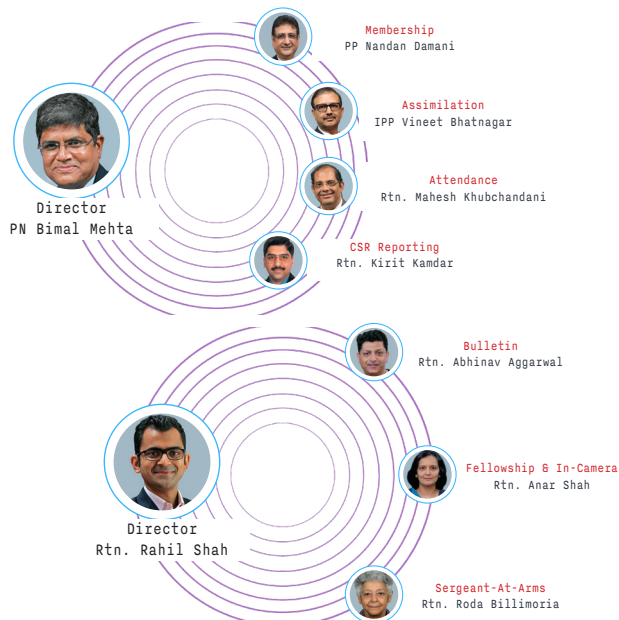 Membership
PP Nandan Damani
Assimilation
IPP Vineet Bhatnagar
Attendance
Rtn. Mahesh Khubchandani
Director
PN Bimal Mehta
CSR Reporting
Rtn. Kirit Kamdar
Bulletin
Rtn. Abhinav Aggarwal
Fellowship & In-Camera
Rtn. Anar Shah
Director
Rtn. Rahil Shah
Sergeant-At-Arms
Rtn. Roda Billimoria